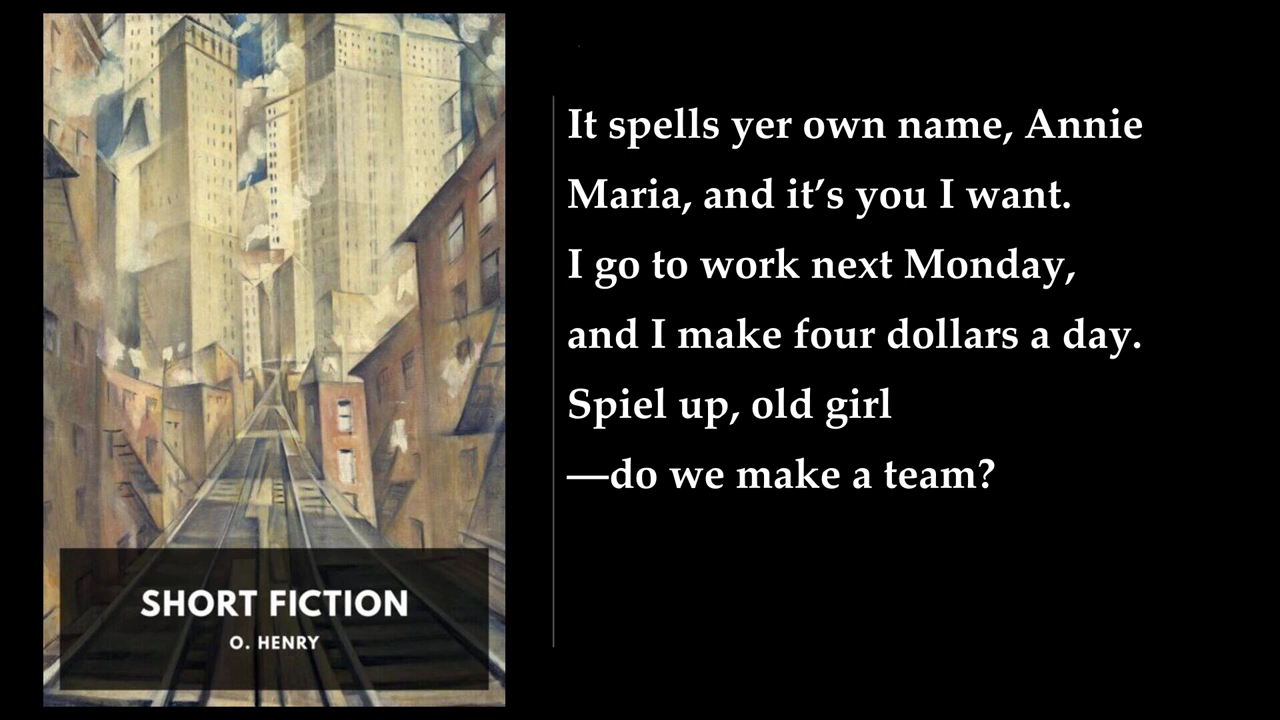 It spells yer own name, Annie
Maria, and it’s you I want.
I go to work next Monday,
and I make four dollars a day.
Spiel up, old girl
—do we make a team?
SHORT FICTION
O. HENRY